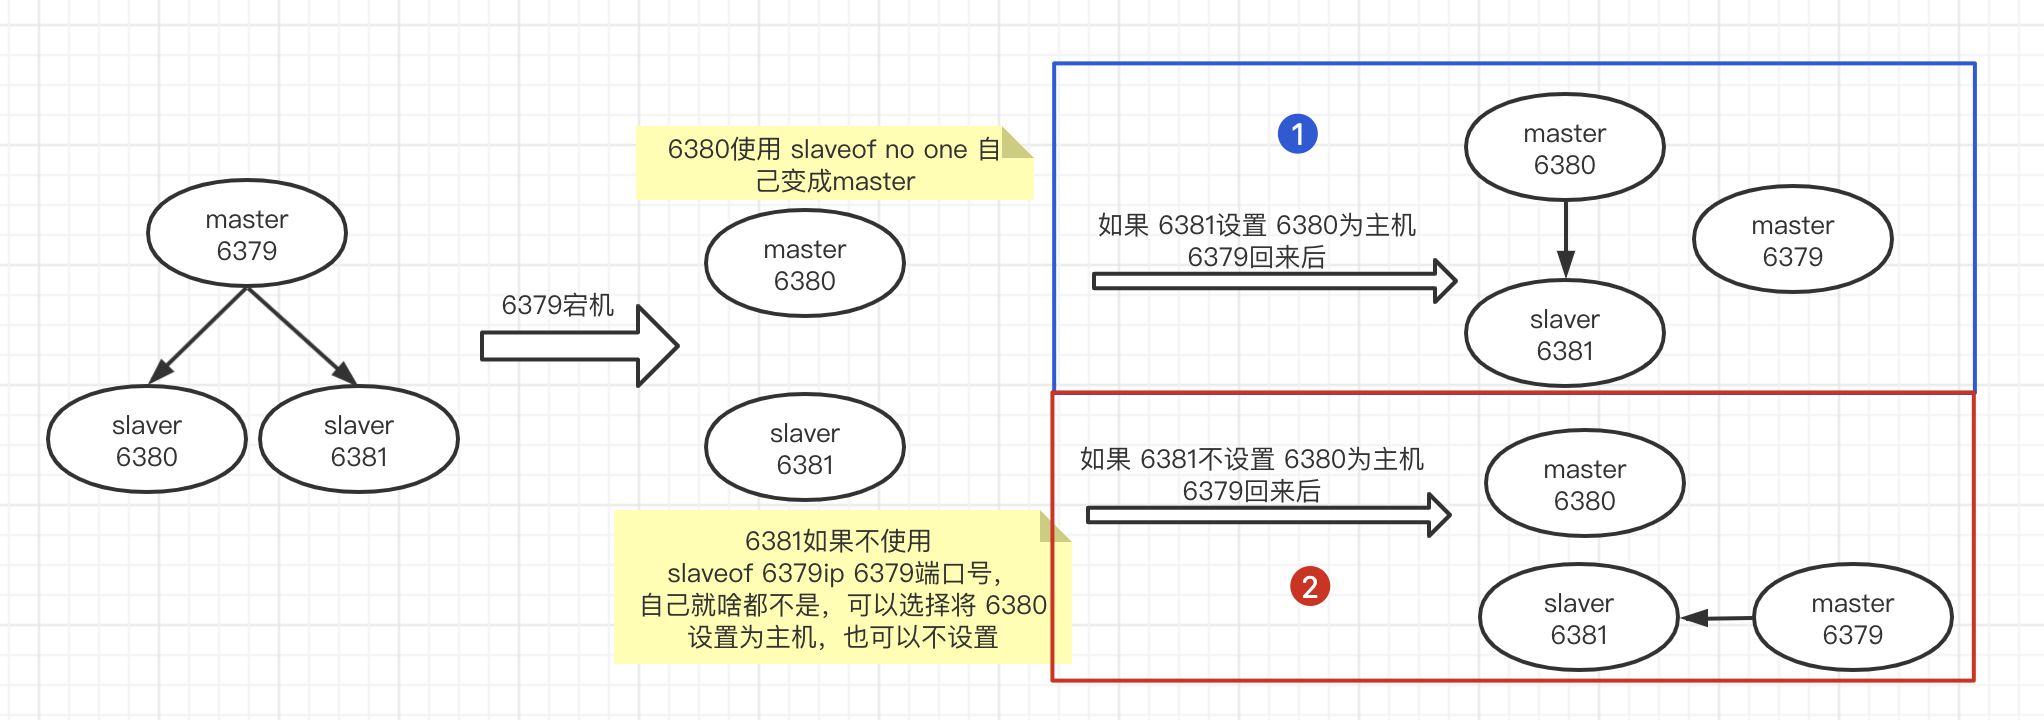 master
6379
slaver
6380
slaver
6381
6379宕机
6380使用 slaveof no one 自
己变成master
master
6380
slaver
6381
6381如果不使用
slaveof 6379ip 6379端口号，
自己就啥都不是，可以选择将 6380
设置为主机，也可以不设置
1
如果 6381设置 6380为主机
6379回来后
master
6380
slaver
6381
master
6379
如果 6381不设置 6380为主机
6379回来后
2
master
6380
slaver
6381
master
6379